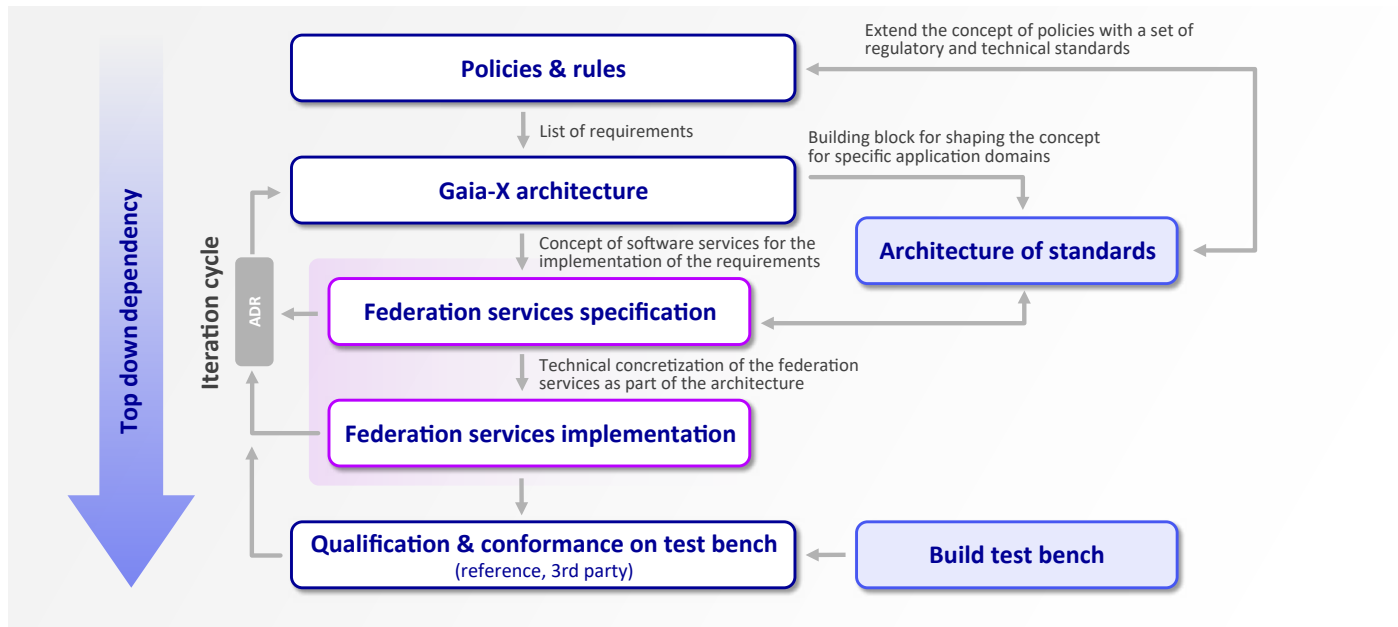 Extend the concept of policies with a set of
regulatory and technical standards
Policies & rules
List of requirements
Building block for shaping the concept
for specific application domains
Gaia-X architecture
Top down dependency
Iteration cycle
Concept of software services for the
implementation of the requirements
Architecture of standards
ADR
Federation services specification
Technical concretization of the federation
services as part of the architecture
Federation services implementation
Qualification & conformance on test bench
(reference, 3rd party)
Build test bench